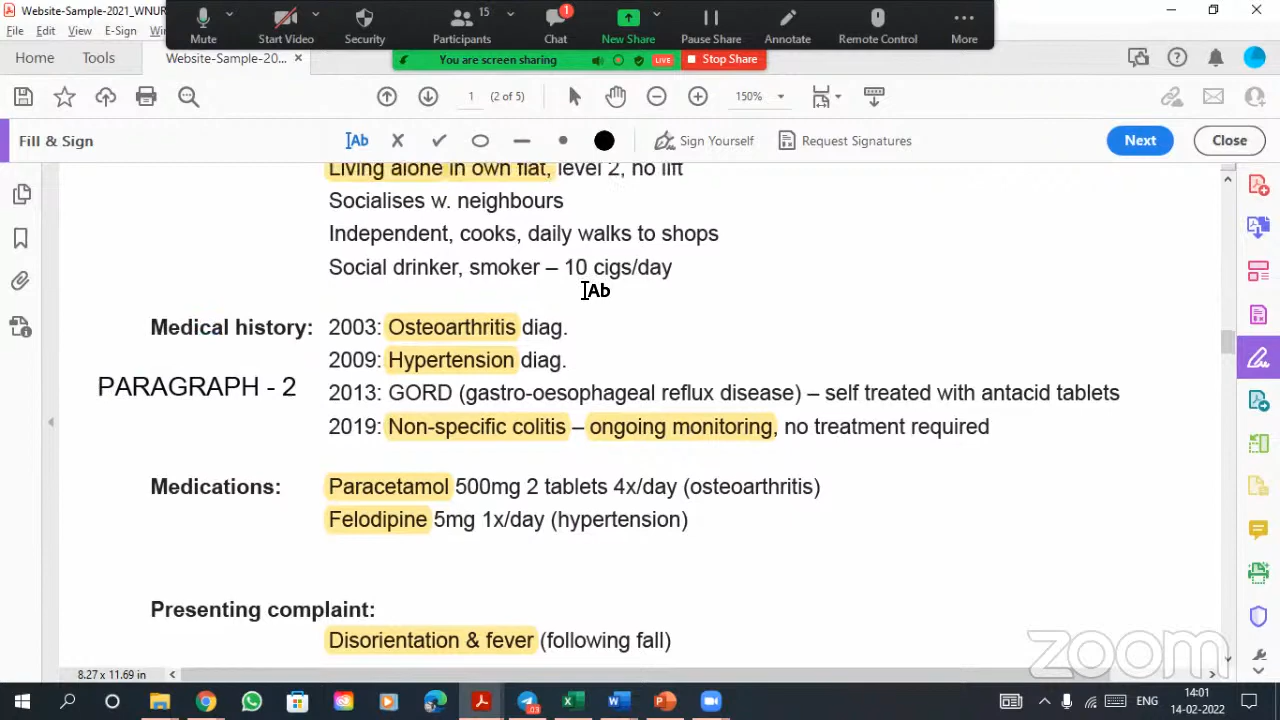 Website-Sample-2021_WNUR
File Edit View E-Sign
Mute
Start Video
Security
15
Participants
1
Chat
New Share
Pause Share
Annotate
Remote Control
More
You are screen sharing
LIVE
Stop Share
Home
Tools
Website-Sample-20...
1 (2 of 5)
150%
Fill & Sign
Ab
Sign Yourself
Request Signatures
Next
Close
Living alone in own flat, level 2, no lift
Socialises w. neighbours
Independent, cooks, daily walks to shops
Social drinker, smoker – 10 cigs/day
Ab
Medical history: 2003: Osteoarthritis diag.
2009: Hypertension diag.
PARAGRAPH - 2
2013: GORD (gastro-oesophageal reflux disease) – self treated with antacid tablets
2019: Non-specific colitis – ongoing monitoring, no treatment required
Medications: Paracetamol 500mg 2 tablets 4x/day (osteoarthritis)
Felodipine 5mg 1x/day (hypertension)
Presenting complaint:
Disorientation & fever (following fall)
zoom
8.27 x 11.69 in
03
ENG
14:01
14-02-2022